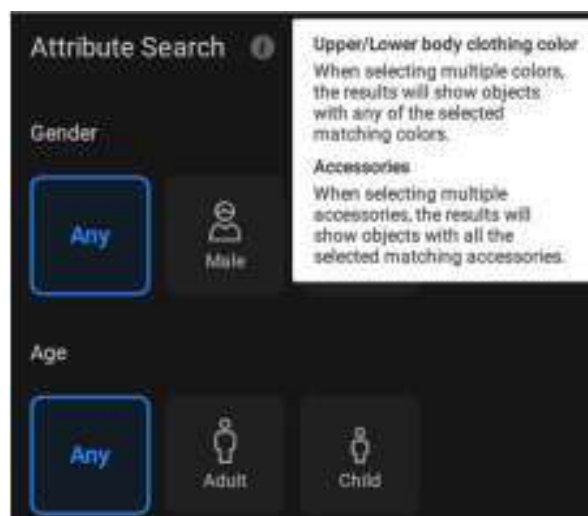 Attribute Search
Upper/Lower body clothing color
When selecting multiple colors,
the results will show objects
with any of the selected
matching colors.
Accessories
When selecting multiple
accessories, the results will
show objects with all the
selected matching accessories.
Gender
Any
Male
Age
Any
Adult
Child